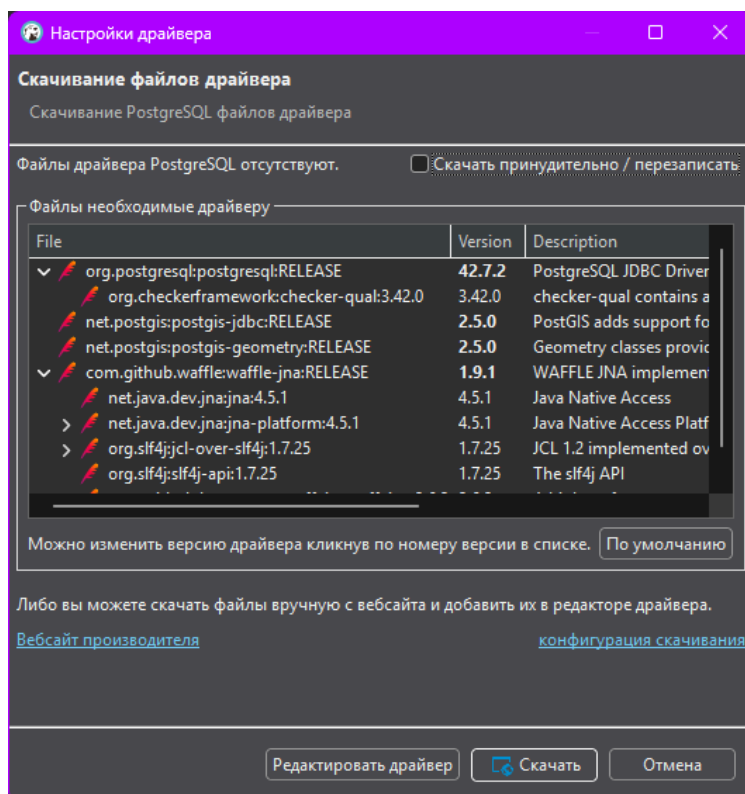 Настройки драйвера
Скачивание файлов драйвера
Скачивание PostgreSQL файлов драйвера
Файлы драйвера PostgreSQL отсутствуют. Скачать принудительно / перезаписать
Файлы необходимые драйверу
File Version Description
org.postgresql:postgresql:RELEASE 42.7.2 PostgreSQL JDBC Driver
org.checkerframework:checker-qual:3.42.0 3.42.0 checker-qual contains a
net.postgis:postgis-jdbc:RELEASE 2.5.0 PostGIS adds support fo
net.postgis:postgis-geometry:RELEASE 2.5.0 Geometry classes provic
com.github.waffle:waffle-jna:RELEASE 1.9.1 WAFFLE JNA implemen
net.java.dev.jna:jna:4.5.1 4.5.1 Java Native Access
net.java.dev.jna:jna-platform:4.5.1 4.5.1 Java Native Access Platf
org.slf4j:jcl-over-slf4j:1.7.25 1.7.25 JCL 1.2 implemented ov
org.slf4j:slf4j-api:1.7.25 1.7.25 The slf4j API
Можно изменить версию драйвера кликнув по номеру версии в списке. По умолчанию
Либо вы можете скачать файлы вручную с вебсайта и добавить их в редакторе драйвера.
Вебсайт производителя конфигурация скачивания
Редактировать драйвер Скачать Отмена